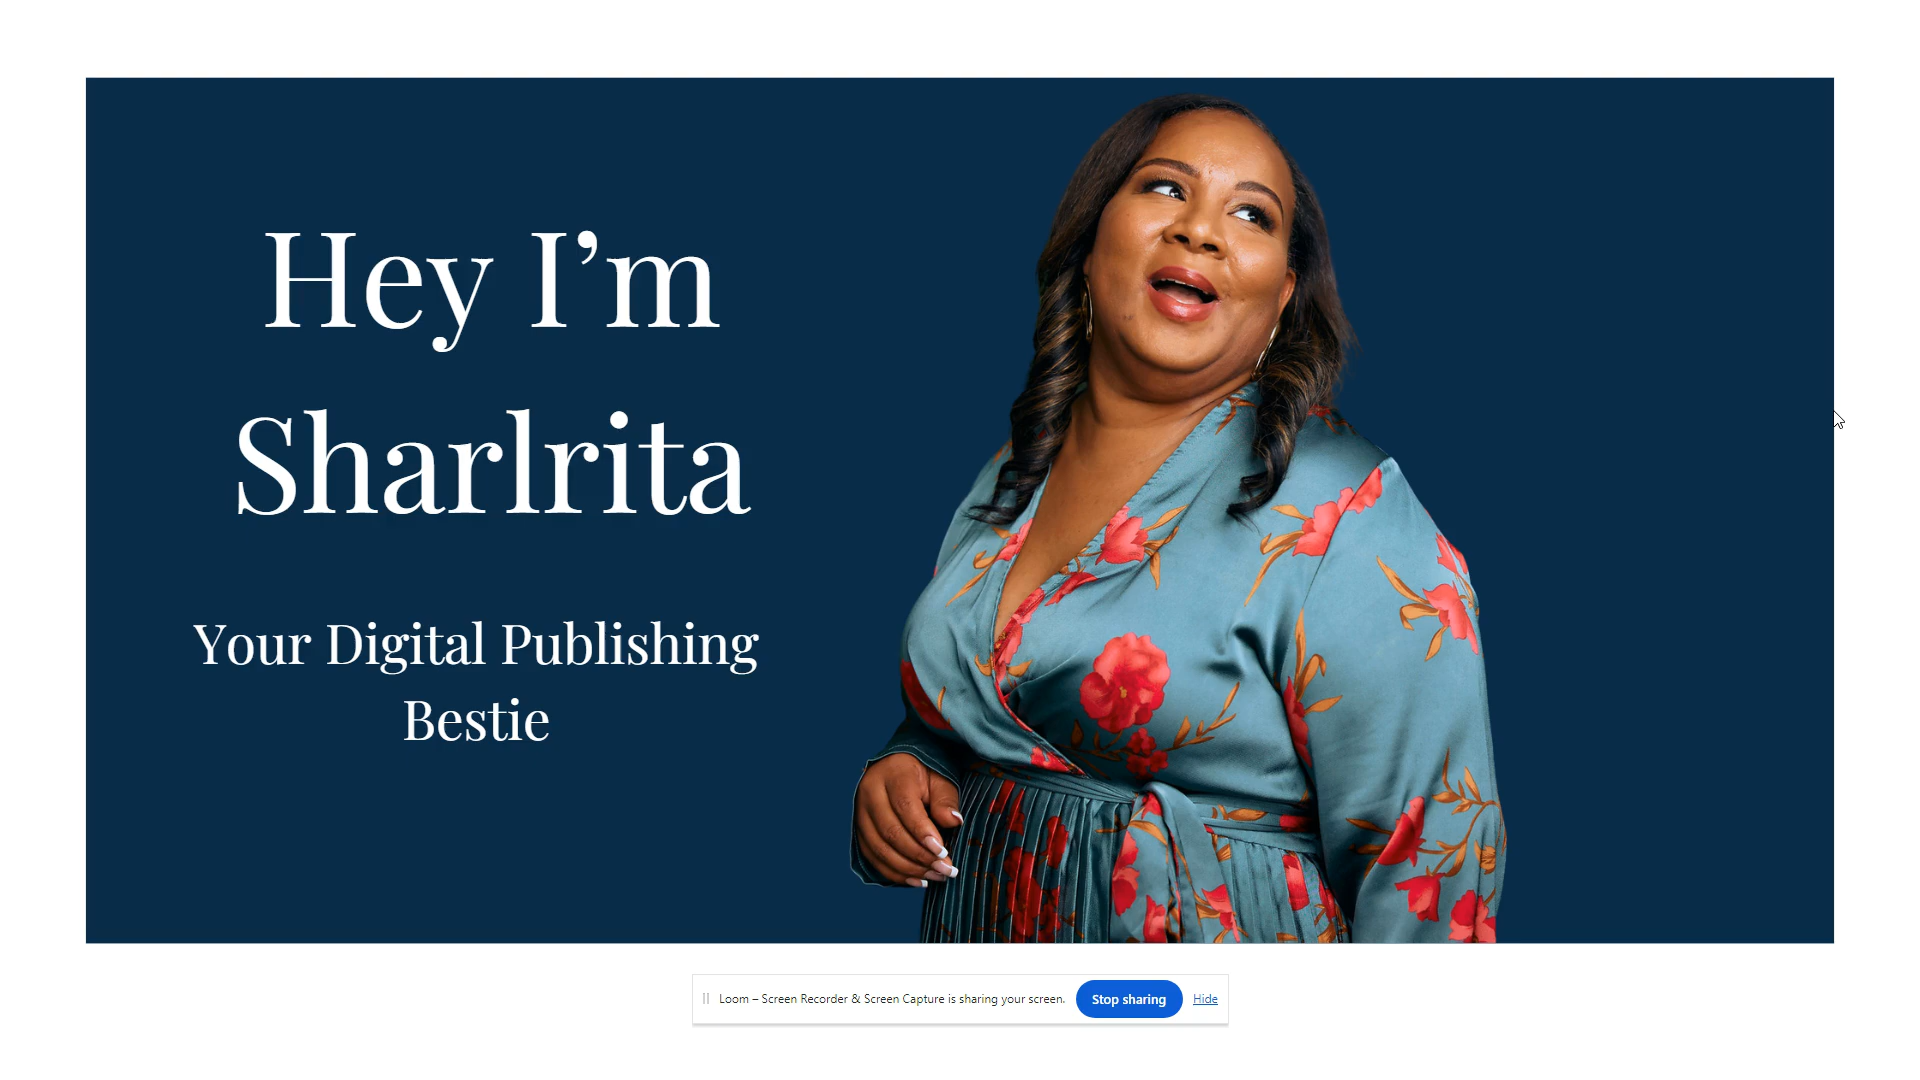 Hey I’m
Sharlrita
Your Digital Publishing
Bestie
Loom – Screen Recorder & Screen Capture is sharing your screen. Stop sharing Hide